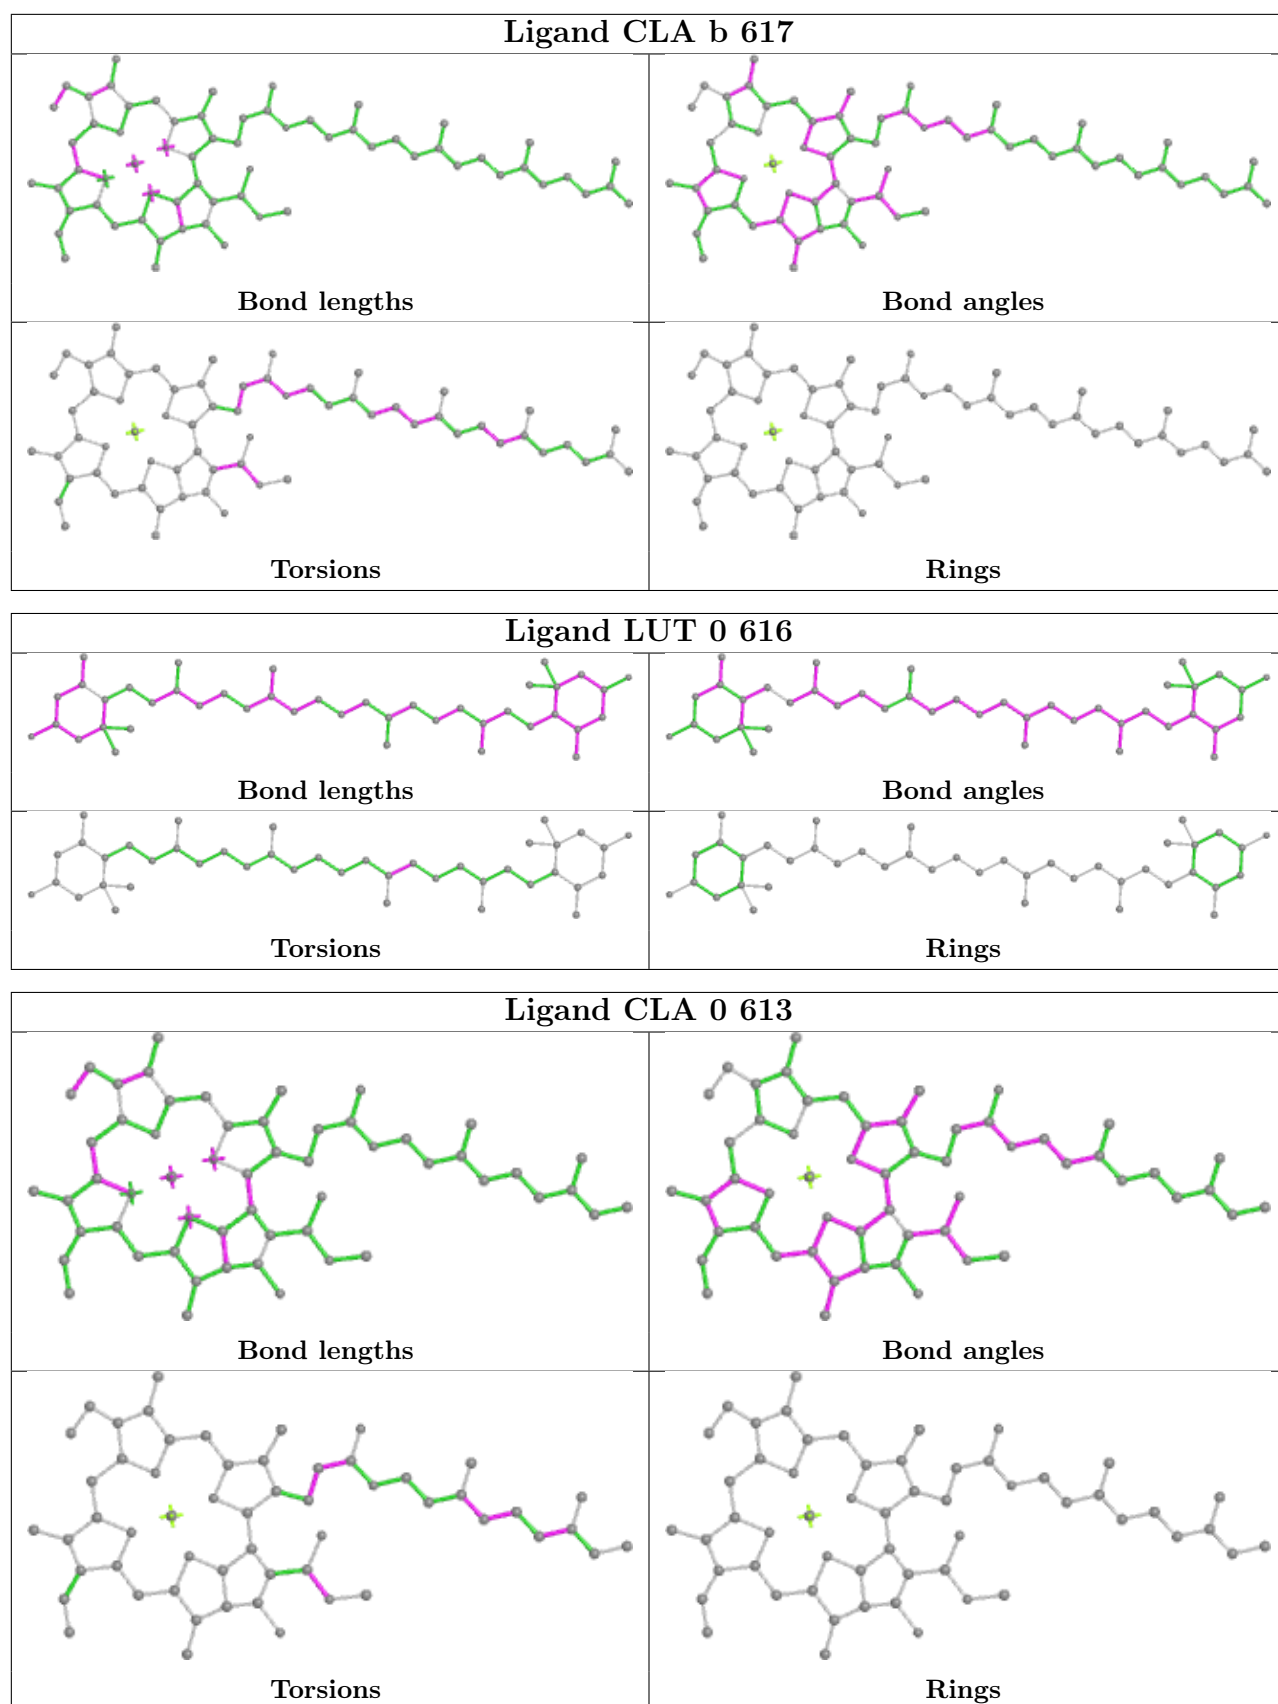 Ligand CLA b 617
Bond lengths
Bond angles
Torsions
Rings
Ligand LUT 0 616
Bond lengths
Bond angles
Torsions
Rings
Ligand CLA 0 613
Bond lengths
Bond angles
Torsions
Rings